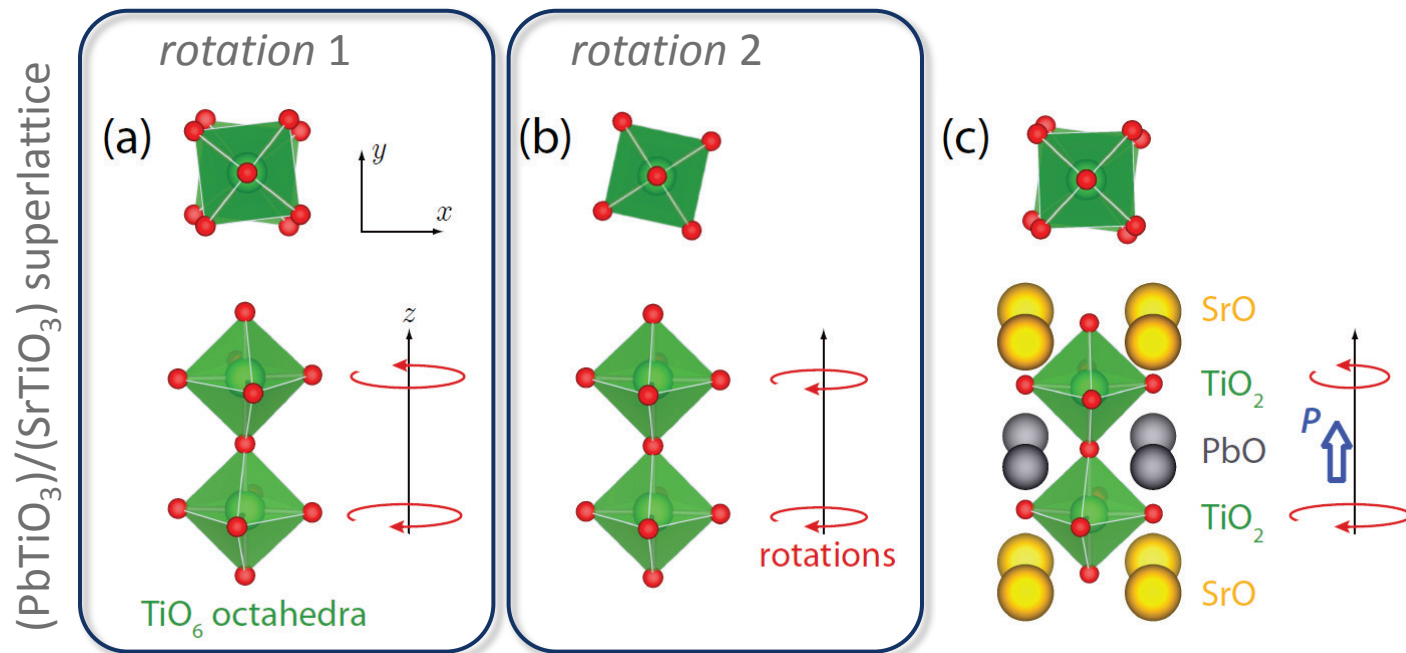 (PbTiO₃)/(SrTiO₃) superlattice
rotation 1
(a)
y
x
z
TiO₆ octahedra
rotation 2
(b)
rotations
(c)
SrO
TiO₂
P
PbO
TiO₂
SrO